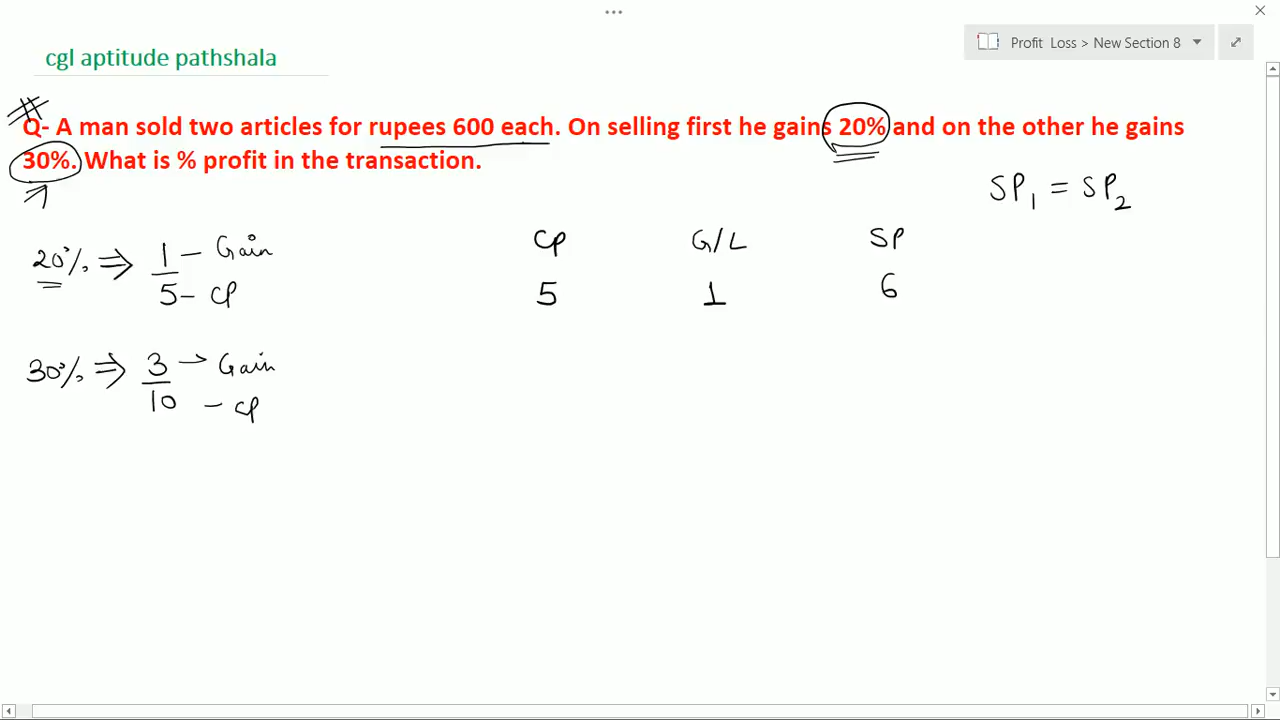 cgl aptitude pathshala
Profit Loss > New Section 8
Q- A man sold two articles for rupees 600 each. On selling first he gains 20% and on the other he gains
30%. What is % profit in the transaction.
SP1 = SP2
CP G/L SP
20% ⇒ 1 – Gain
5 – CP
5 1 6
30% ⇒ 3 → Gain
10 – CP